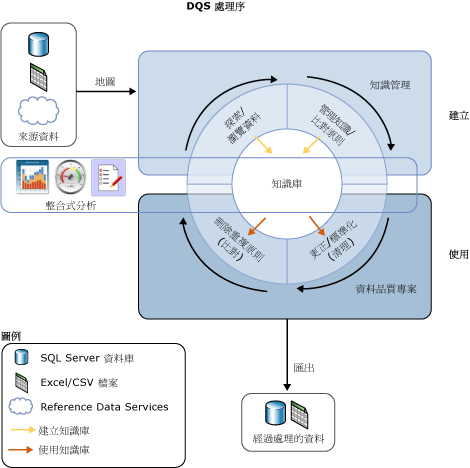 DQS 處理序
來源資料
地圖
知識管理
建立
探索/
瀏覽資料
管理知識/
比對原則
知識庫
整合式分析
刪除重複原則
(比對)
更正/標準化
(清理)
使用
資料品質專案
匯出
經過處理的資料
圖例
SQL Server 資料庫
Excel/CSV 檔案
Reference Data Services
建立知識庫
使用知識庫